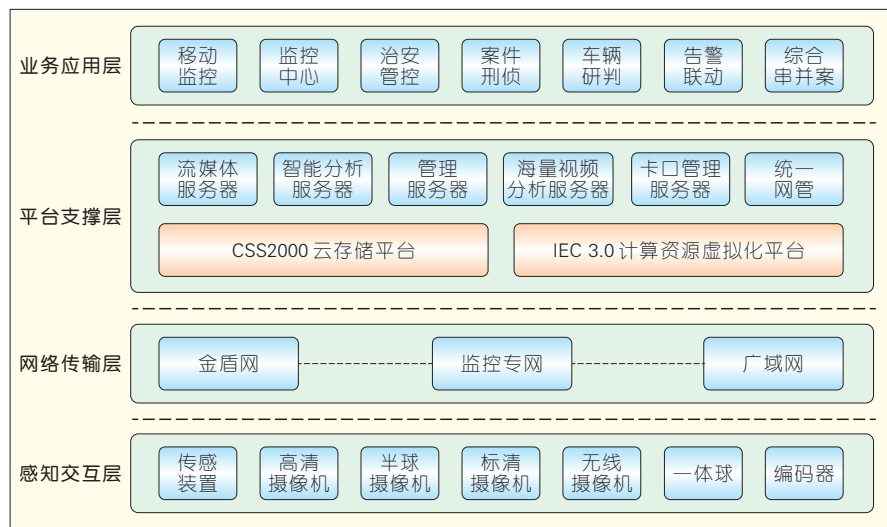 业务应用层
移动
监控
监控
中心
治安
管控
案件
刑侦
车辆
研判
告警
联动
综合
串并案
平台支撑层
流媒体
服务器
智能分析
服务器
管理
服务器
海量视频
分析服务器
卡口管理
服务器
统一
网管
CSS2000 云存储平台
IEC 3.0 计算资源虚拟化平台
网络传输层
金盾网
监控专网
广域网
感知交互层
传感
装置
高清
摄像机
半球
摄像机
标清
摄像机
无线
摄像机
一体球
编码器